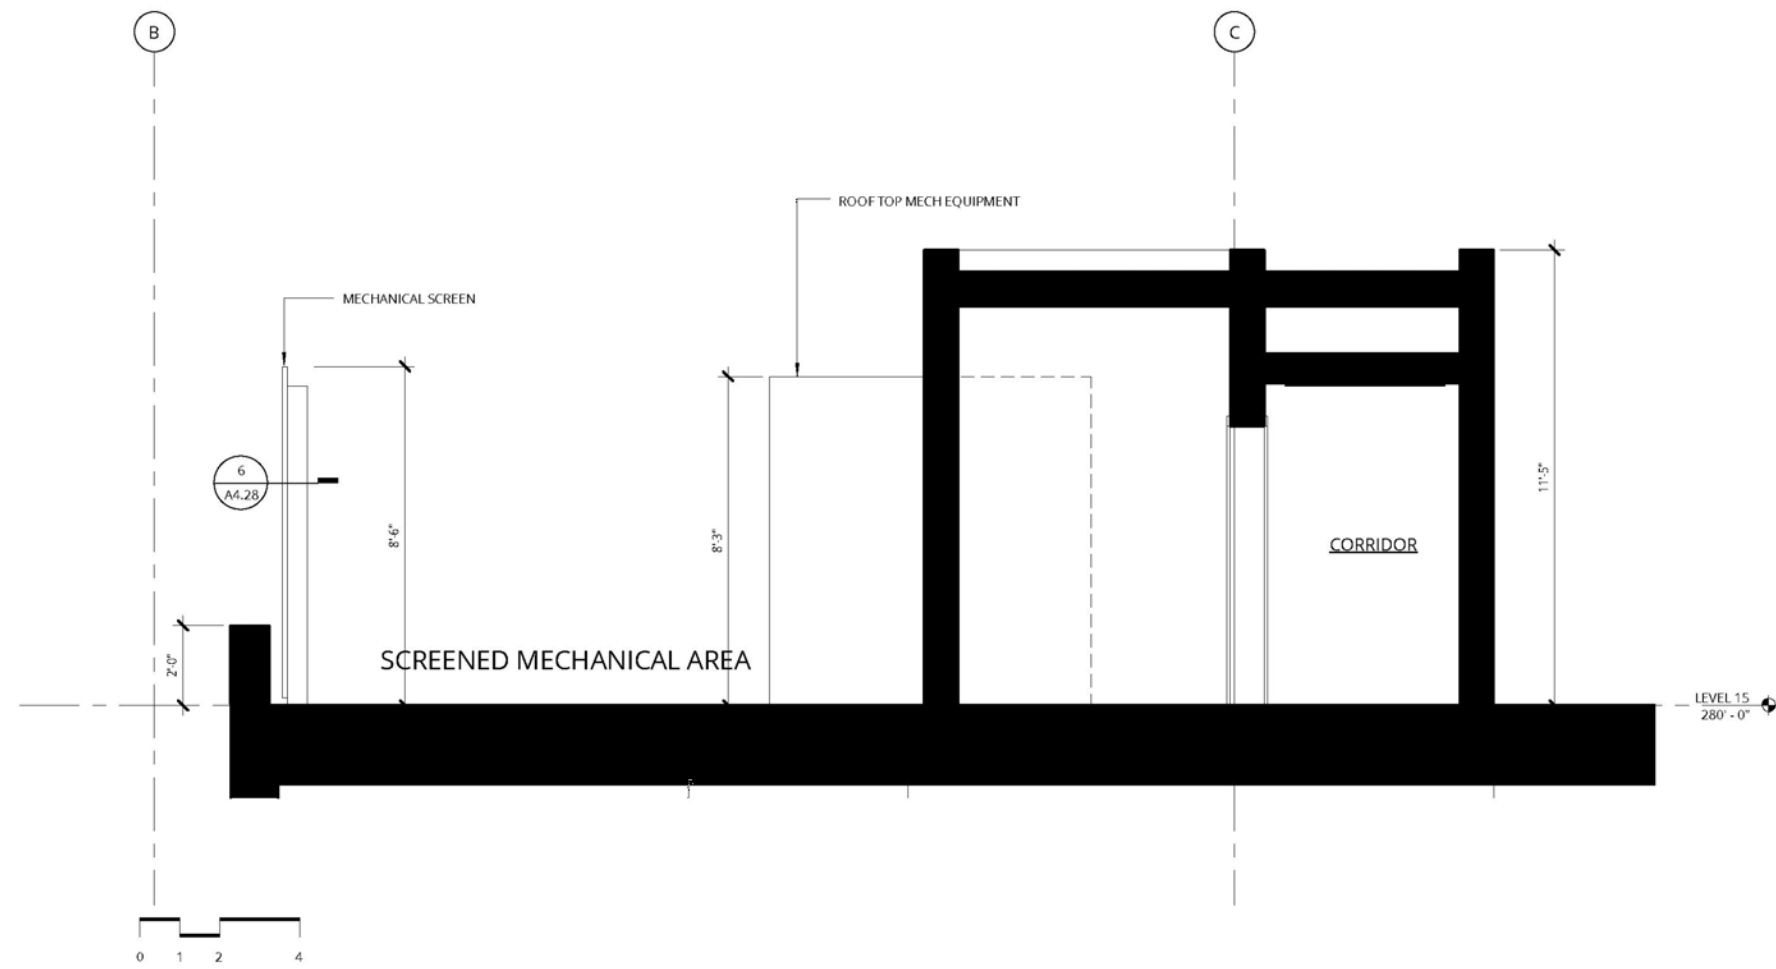 B
C
ROOF TOP MECH EQUIPMENT
MECHANICAL SCREEN
6
A4.28
8'-6"
8'-3"
11'-5"
CORRIDOR
2'-0"
SCREENED MECHANICAL AREA
LEVEL 15
280' - 0"
0 1 2 4